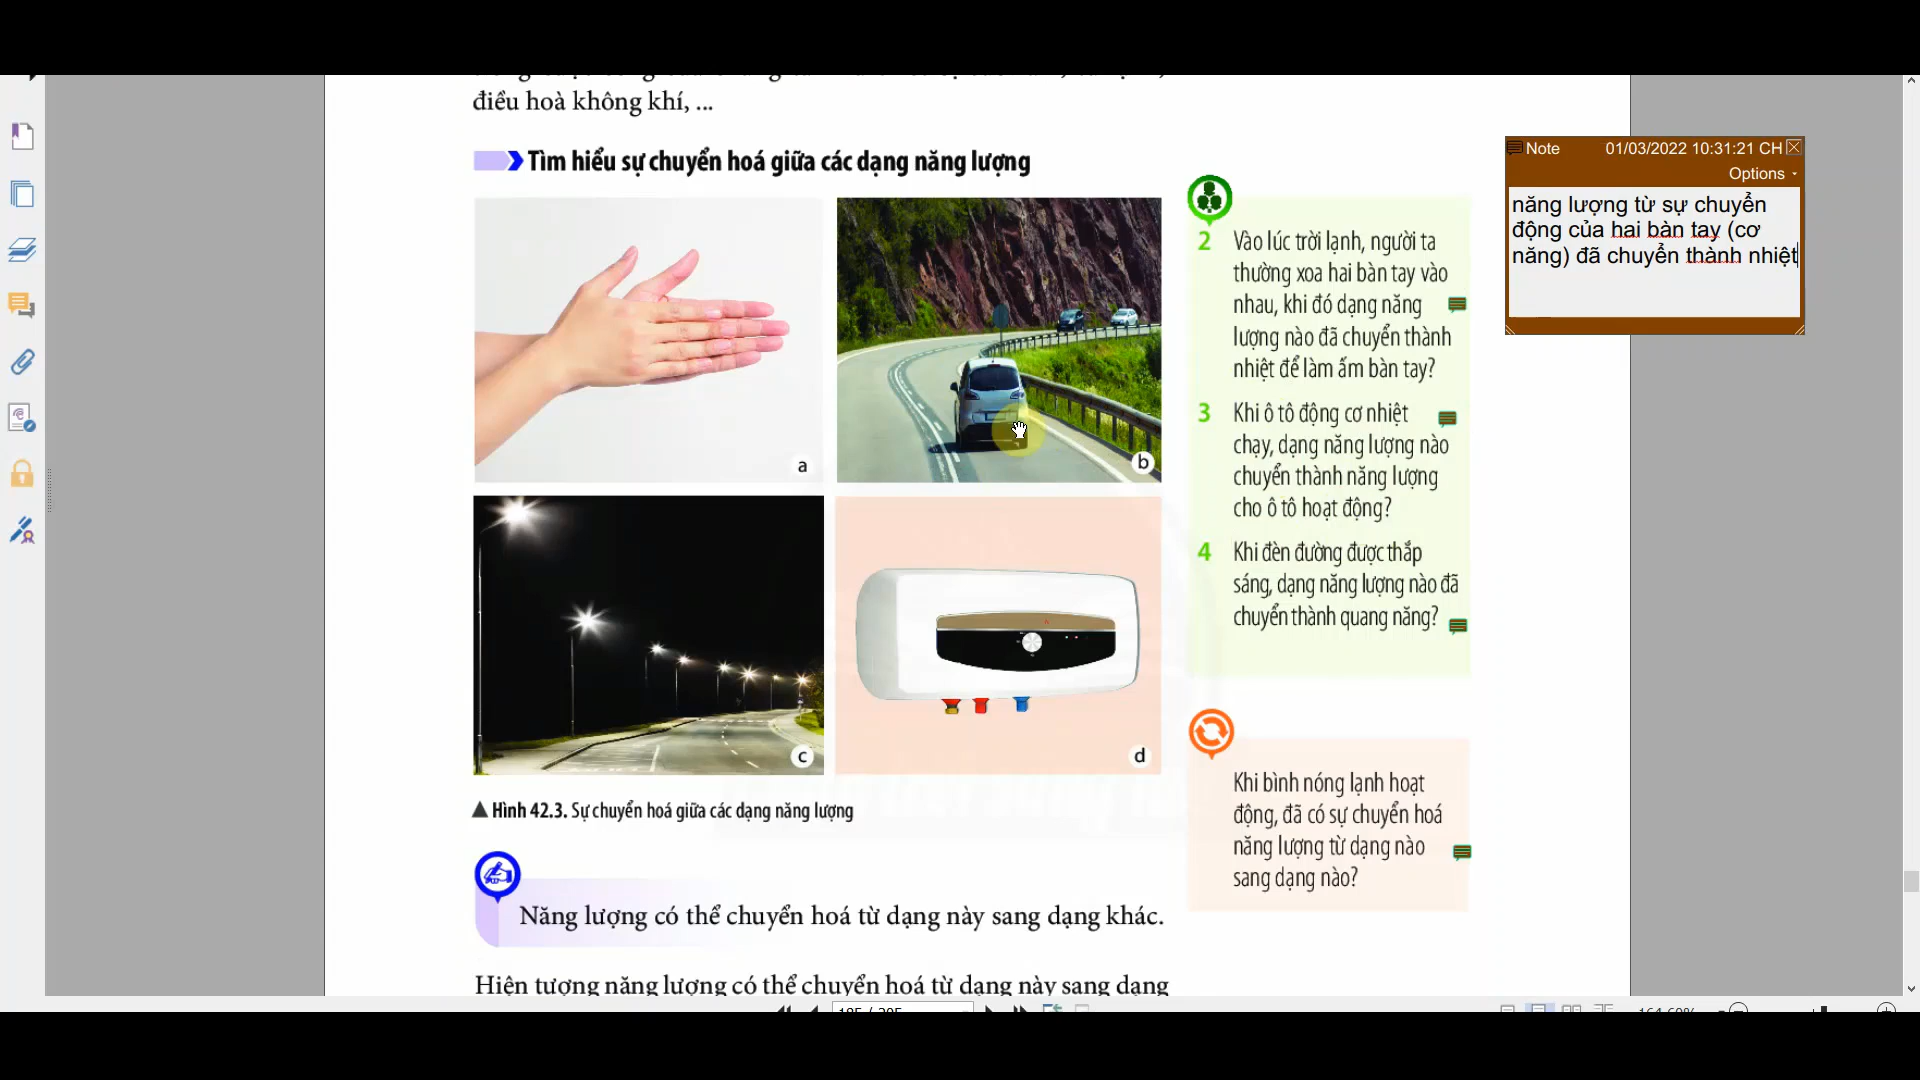 điều hoà không khí, ...
Tìm hiểu sự chuyển hoá giữa các dạng năng lượng
a
b
c
d
▲ Hình 42.3. Sự chuyển hoá giữa các dạng năng lượng
Năng lượng có thể chuyển hoá từ dạng này sang dạng khác.
Hiện tượng năng lượng có thể chuyển hoá từ dạng này sang dạng
2 Vào lúc trời lạnh, người ta
thường xoa hai bàn tay vào
nhau, khi đó dạng năng
lượng nào đã chuyển thành
nhiệt để làm ấm bàn tay?
3 Khi ô tô động cơ nhiệt
chạy, dạng năng lượng nào
chuyển thành năng lượng
cho ô tô hoạt động?
4 Khi đèn đường được thắp
sáng, dạng năng lượng nào đã
chuyển thành quang năng?
Khi bình nóng lạnh hoạt
động, đã có sự chuyển hoá
năng lượng từ dạng nào
sang dạng nào?
Note 01/03/2022 10:31:21 CH
Options
năng lượng từ sự chuyển
động của hai bàn tay (cơ
năng) đã chuyển thành nhiệt